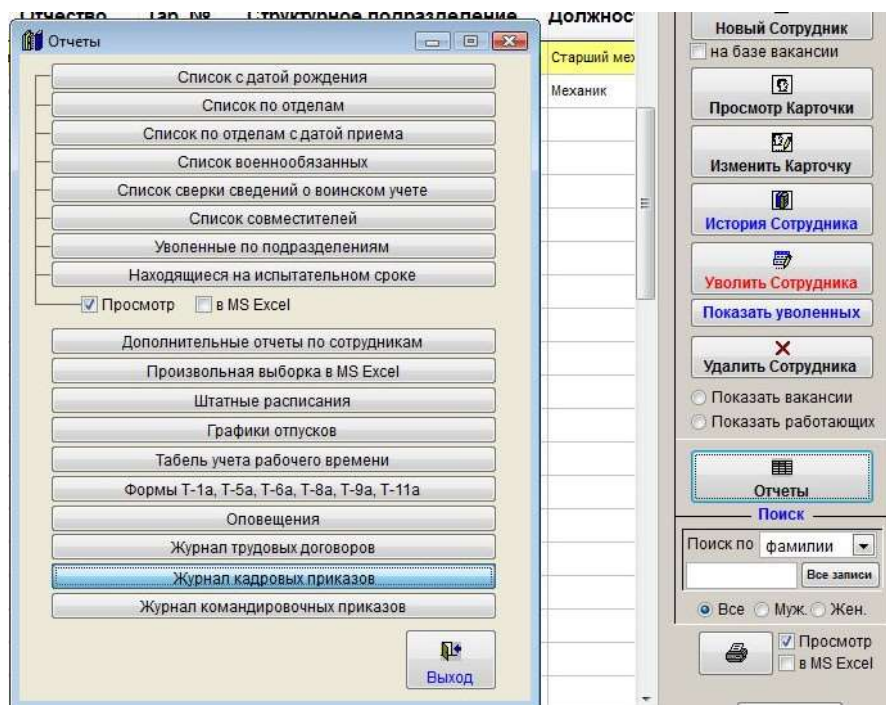 Отчество Таб. № Структурное подразделение Должнос
Отчеты
Список с датой рождения
Список по отделам
Список по отделам с датой приема
Список военнообязанных
Список сверки сведений о воинском учете
Список совместителей
Уволенные по подразделениям
Находящиеся на испытательном сроке
Просмотр в MS Excel
Дополнительные отчеты по сотрудникам
Произвольная выборка в MS Excel
Штатные расписания
Графики отпусков
Табель учета рабочего времени
Формы Т-1а, Т-5а, Т-6а, Т-8а, Т-9а, Т-11а
Оповещения
Журнал трудовых договоров
Журнал кадровых приказов
Журнал командировочных приказов
Выход
Старший мех
Механик
Новый Сотрудник
на базе вакансии
Просмотр Карточки
Изменить Карточку
История Сотрудника
Уволить Сотрудника
Показать уволенных
Удалить Сотрудника
Показать вакансии
Показать работающих
Отчеты
Поиск
Поиск по фамилии
Все записи
Все Муж. Жен.
Просмотр
в MS Excel